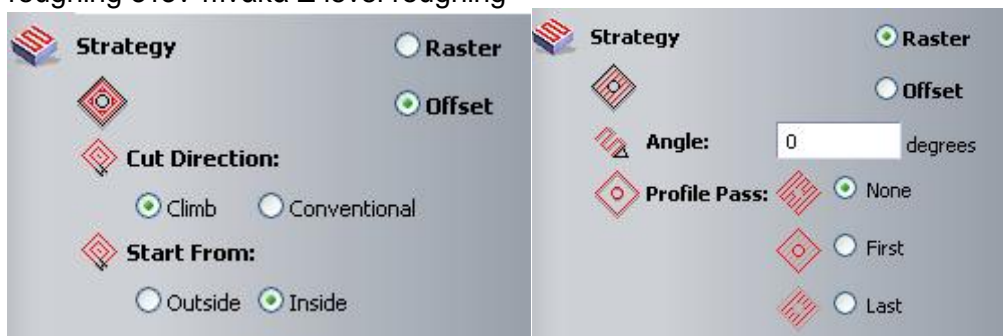 Strategy
Raster
Offset
Cut Direction:
Climb Conventional
Start From:
Outside Inside
Strategy
Raster
Offset
Angle: 0 degrees
Profile Pass: None
First
Last